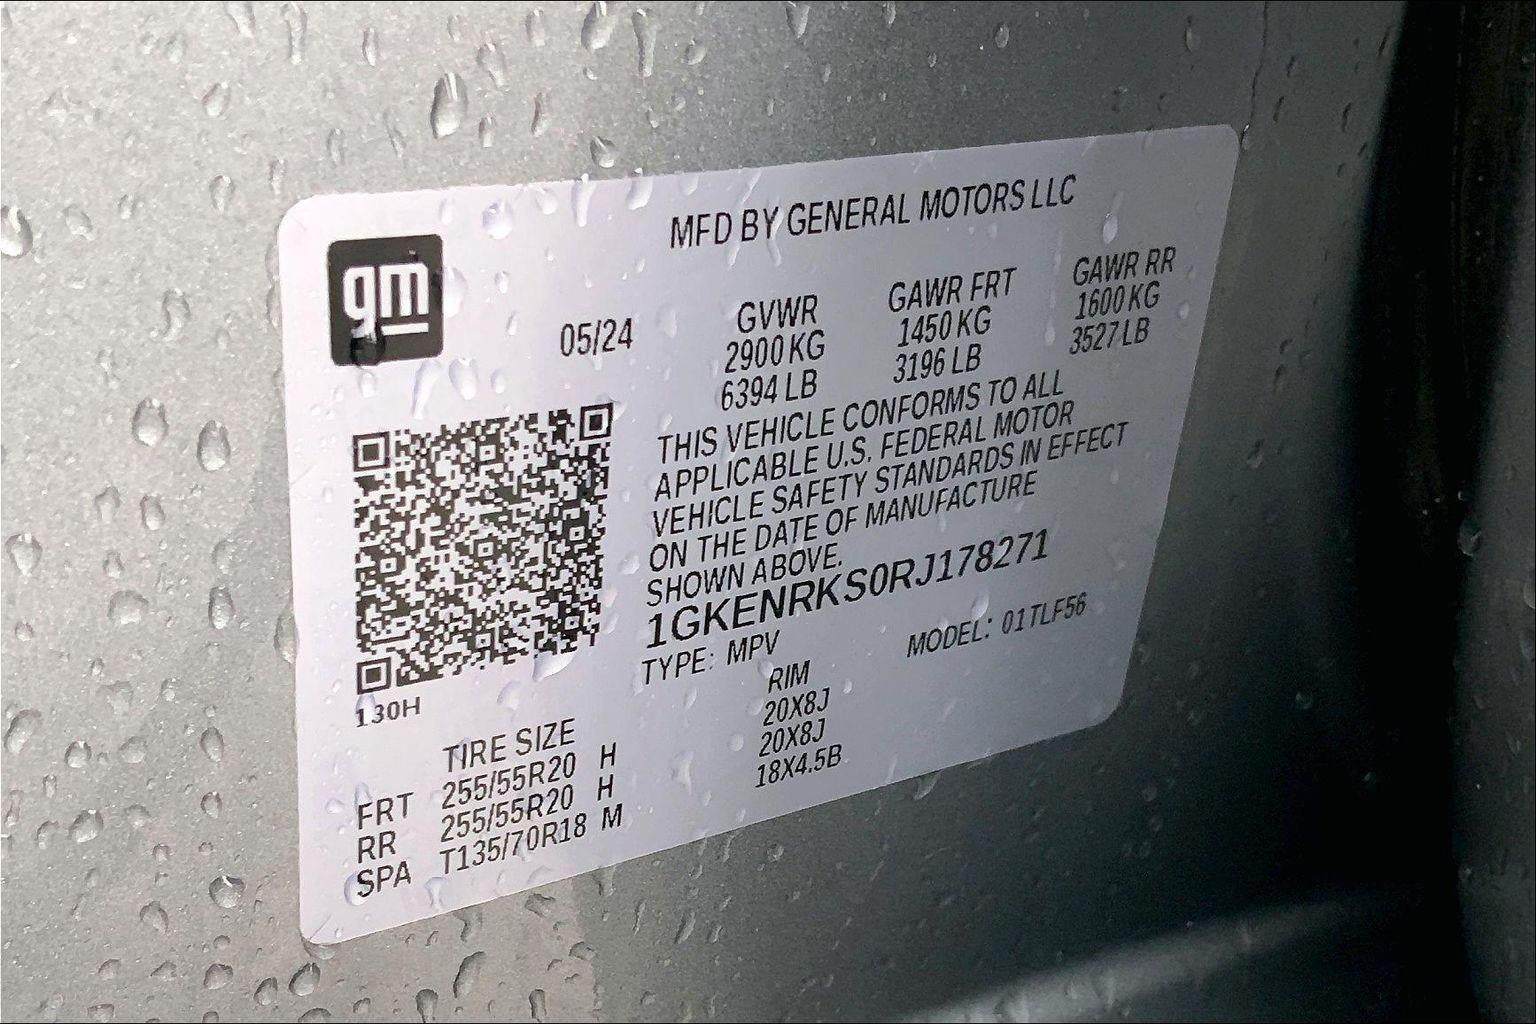 gm
MFD BY GENERAL MOTORS LLC
05/24
GVWR
2900 KG
6394 LB
GAWR FRT
1450 KG
3196 LB
GAWR RR
1600 KG
3527 LB
THIS VEHICLE CONFORMS TO ALL
APPLICABLE U.S. FEDERAL MOTOR
VEHICLE SAFETY STANDARDS IN EFFECT
ON THE DATE OF MANUFACTURE
SHOWN ABOVE.
1GKENRKS0RJ178271
TYPE: MPV MODEL: 01TLF56
130H
TIRE SIZE RIM
FRT 255/55R20 H 20X8J
RR 255/55R20 H 20X8J
SPA T135/70R18 M 18X4.5B